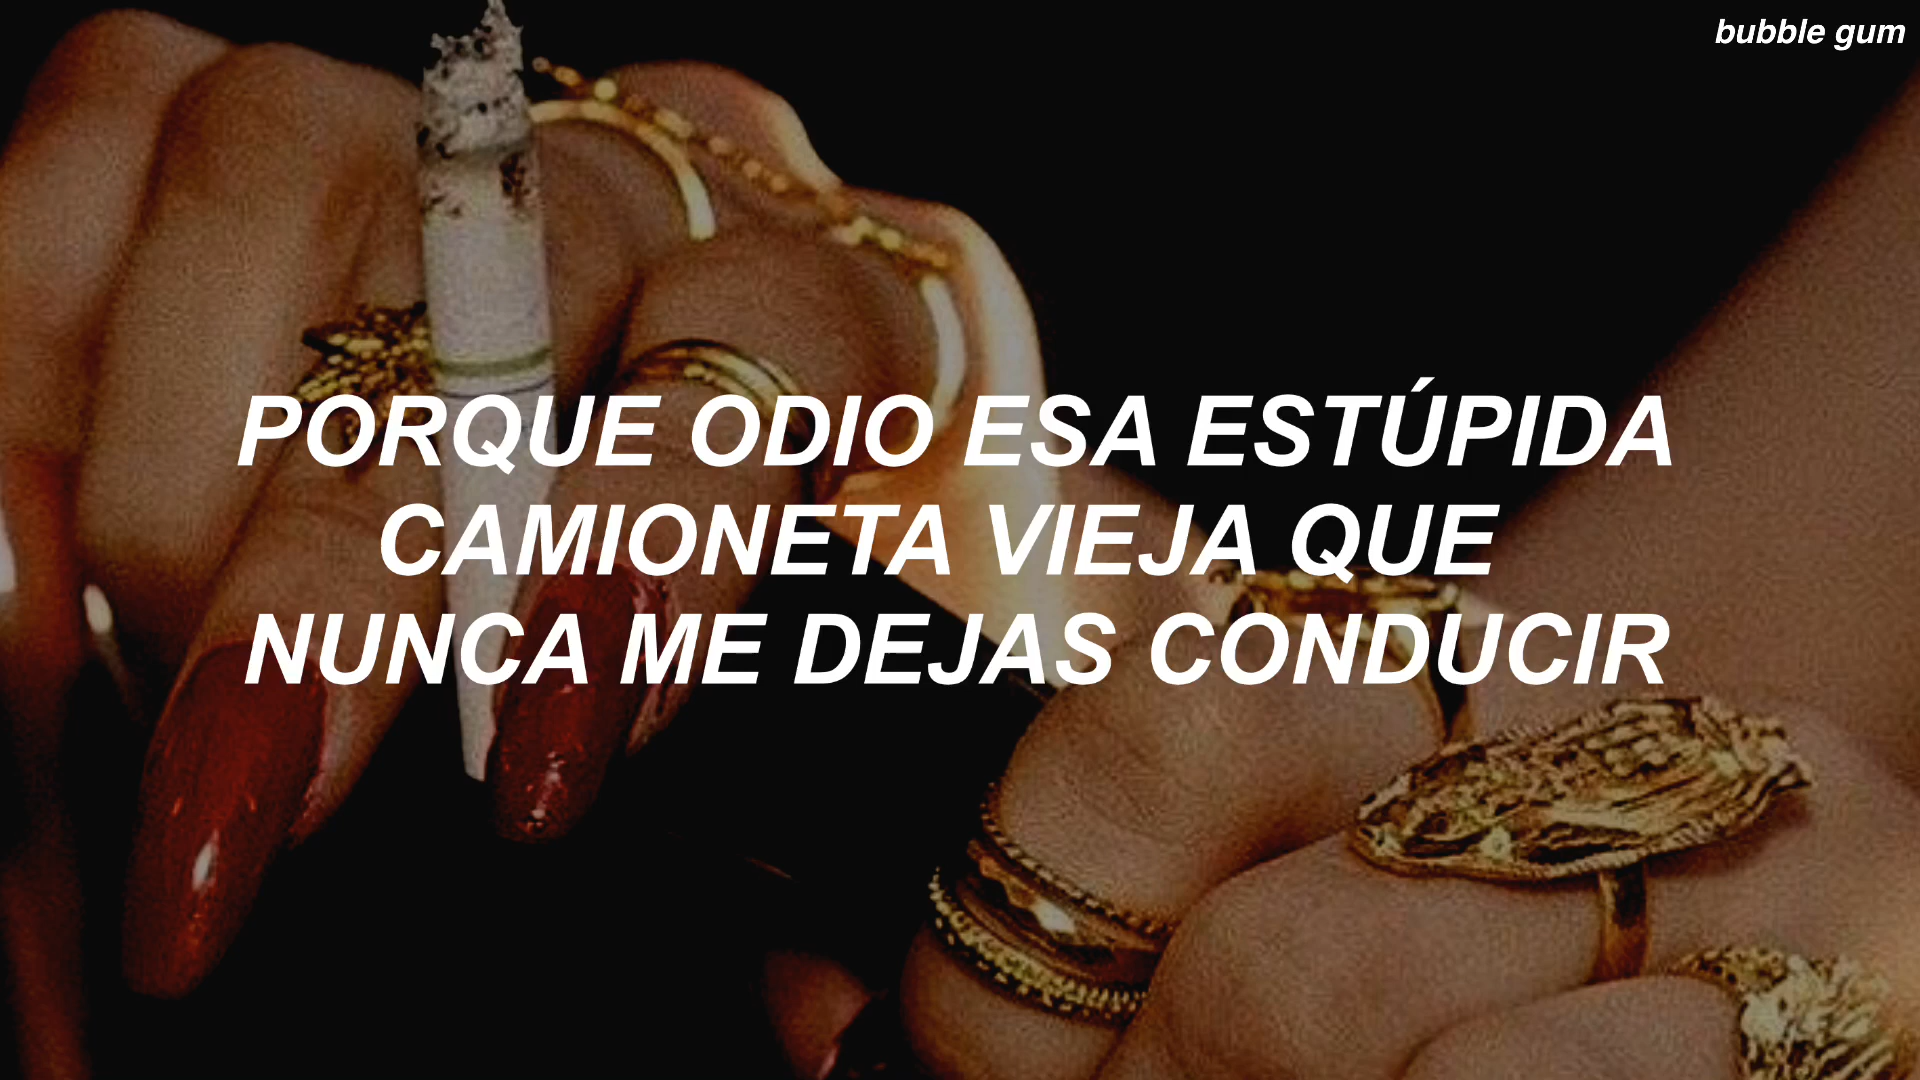 bubble gum
PORQUE ODIO ESA ESTÚPIDA
CAMIONETA VIEJA QUE
NUNCA ME DEJAS CONDUCIR